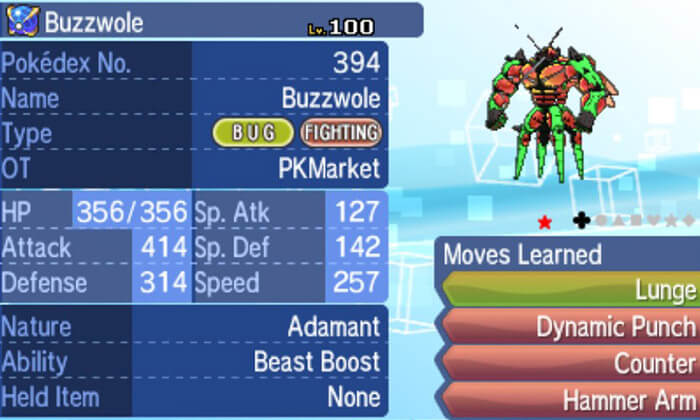 Buzzwole Lv.100
Pokédex No. 394
Name Buzzwole
Type BUG FIGHTING
OT PKMarket
HP 356/356 Sp. Atk 127
Attack 414 Sp. Def 142
Defense 314 Speed 257
Nature Adamant
Ability Beast Boost
Held Item None
Moves Learned
Lunge
Dynamic Punch
Counter
Hammer Arm